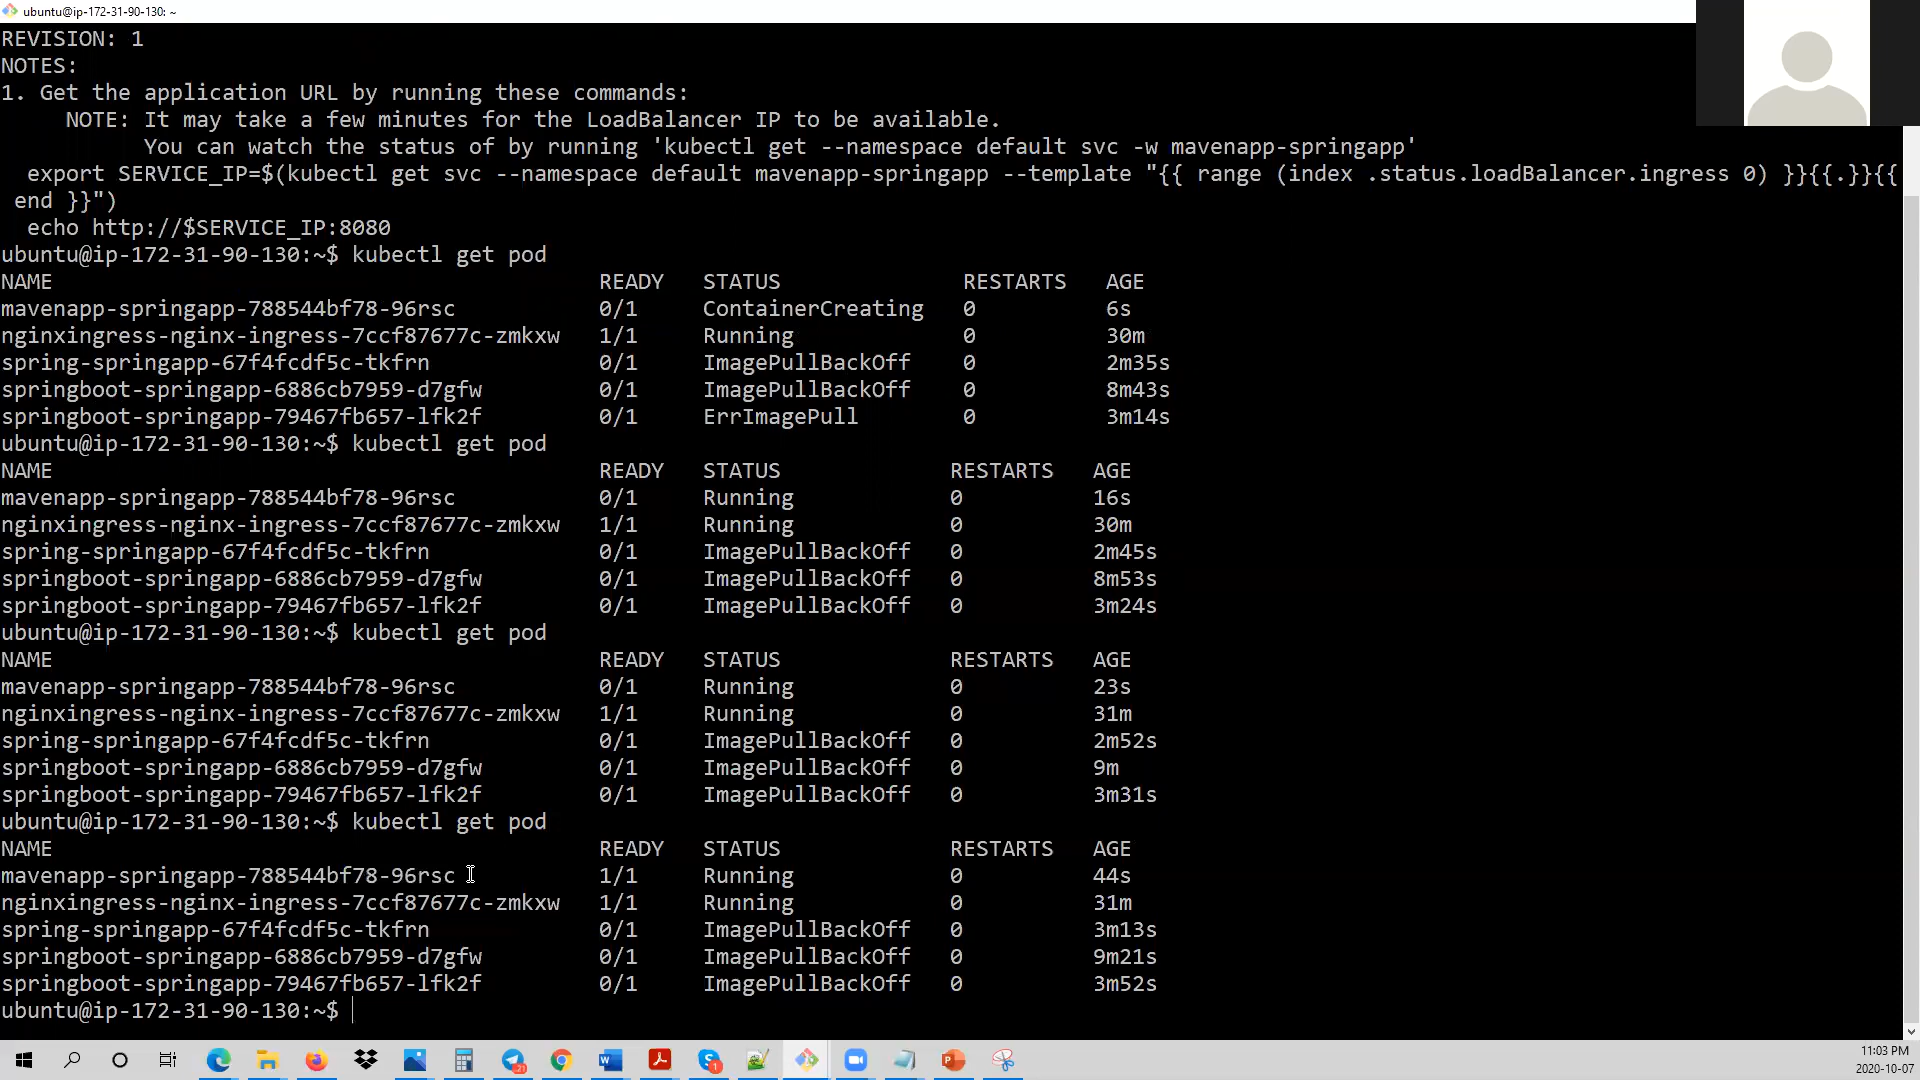 ubuntu@ip-172-31-90-130: ~
REVISION: 1
NOTES:
1. Get the application URL by running these commands:
NOTE: It may take a few minutes for the LoadBalancer IP to be available.
You can watch the status of by running 'kubectl get --namespace default svc -w mavenapp-springapp'
export SERVICE_IP=$(kubectl get svc --namespace default mavenapp-springapp --template "{{ range (index .status.loadBalancer.ingress 0) }}{{.}}{{
end }}")
echo http://$SERVICE_IP:8080
ubuntu@ip-172-31-90-130:~$ kubectl get pod
NAME READY STATUS RESTARTS AGE
mavenapp-springapp-788544bf78-96rsc 0/1 ContainerCreating 0 6s
nginxingress-nginx-ingress-7ccf87677c-zmkxw 1/1 Running 0 30m
spring-springapp-67f4fcdf5c-tkfrn 0/1 ImagePullBackOff 0 2m35s
springboot-springapp-6886cb7959-d7gfw 0/1 ImagePullBackOff 0 8m43s
springboot-springapp-79467fb657-lfk2f 0/1 ErrImagePull 0 3m14s
ubuntu@ip-172-31-90-130:~$ kubectl get pod
NAME READY STATUS RESTARTS AGE
mavenapp-springapp-788544bf78-96rsc 0/1 Running 0 16s
nginxingress-nginx-ingress-7ccf87677c-zmkxw 1/1 Running 0 30m
spring-springapp-67f4fcdf5c-tkfrn 0/1 ImagePullBackOff 0 2m45s
springboot-springapp-6886cb7959-d7gfw 0/1 ImagePullBackOff 0 8m53s
springboot-springapp-79467fb657-lfk2f 0/1 ImagePullBackOff 0 3m24s
ubuntu@ip-172-31-90-130:~$ kubectl get pod
NAME READY STATUS RESTARTS AGE
mavenapp-springapp-788544bf78-96rsc 0/1 Running 0 23s
nginxingress-nginx-ingress-7ccf87677c-zmkxw 1/1 Running 0 31m
spring-springapp-67f4fcdf5c-tkfrn 0/1 ImagePullBackOff 0 2m52s
springboot-springapp-6886cb7959-d7gfw 0/1 ImagePullBackOff 0 9m
springboot-springapp-79467fb657-lfk2f 0/1 ImagePullBackOff 0 3m31s
ubuntu@ip-172-31-90-130:~$ kubectl get pod
NAME READY STATUS RESTARTS AGE
mavenapp-springapp-788544bf78-96rsc 1/1 Running 0 44s
nginxingress-nginx-ingress-7ccf87677c-zmkxw 1/1 Running 0 31m
spring-springapp-67f4fcdf5c-tkfrn 0/1 ImagePullBackOff 0 3m13s
springboot-springapp-6886cb7959-d7gfw 0/1 ImagePullBackOff 0 9m21s
springboot-springapp-79467fb657-lfk2f 0/1 ImagePullBackOff 0 3m52s
ubuntu@ip-172-31-90-130:~$
11:03 PM
2020-10-07